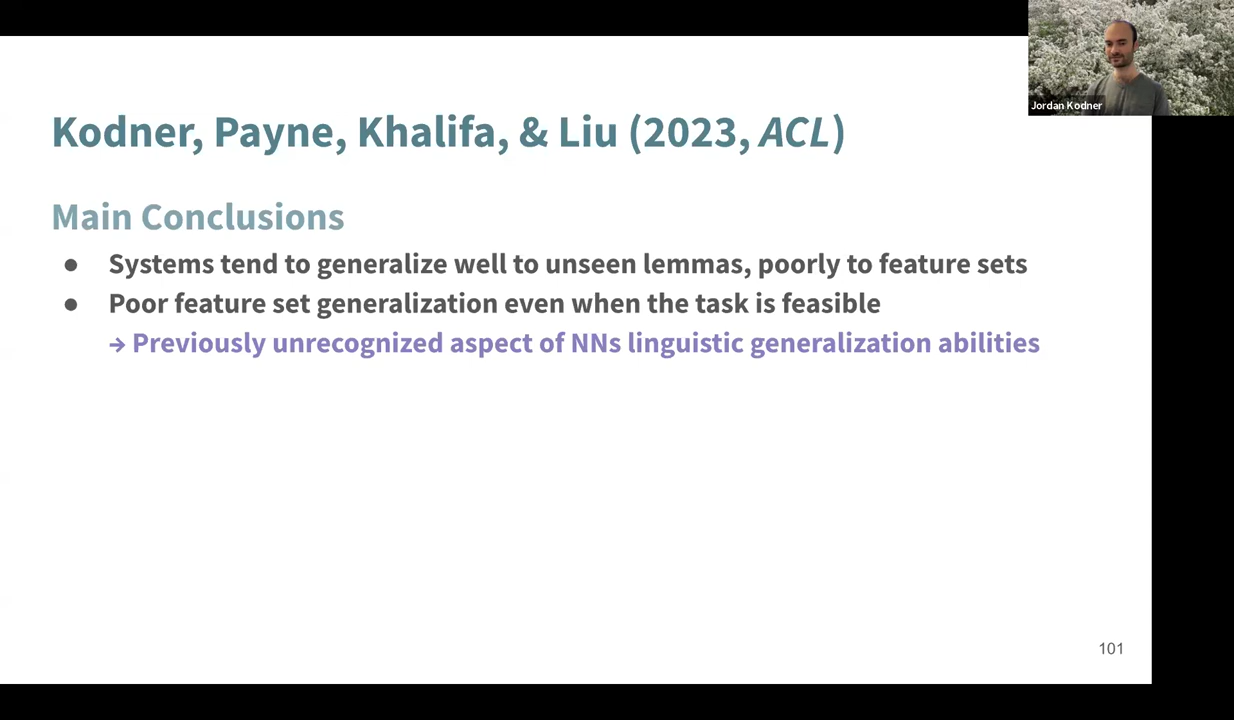 Jordan Kodner
Kodner, Payne, Khalifa, & Liu (2023, ACL)
Main Conclusions
● Systems tend to generalize well to unseen lemmas, poorly to feature sets
● Poor feature set generalization even when the task is feasible
→ Previously unrecognized aspect of NNs linguistic generalization abilities
101